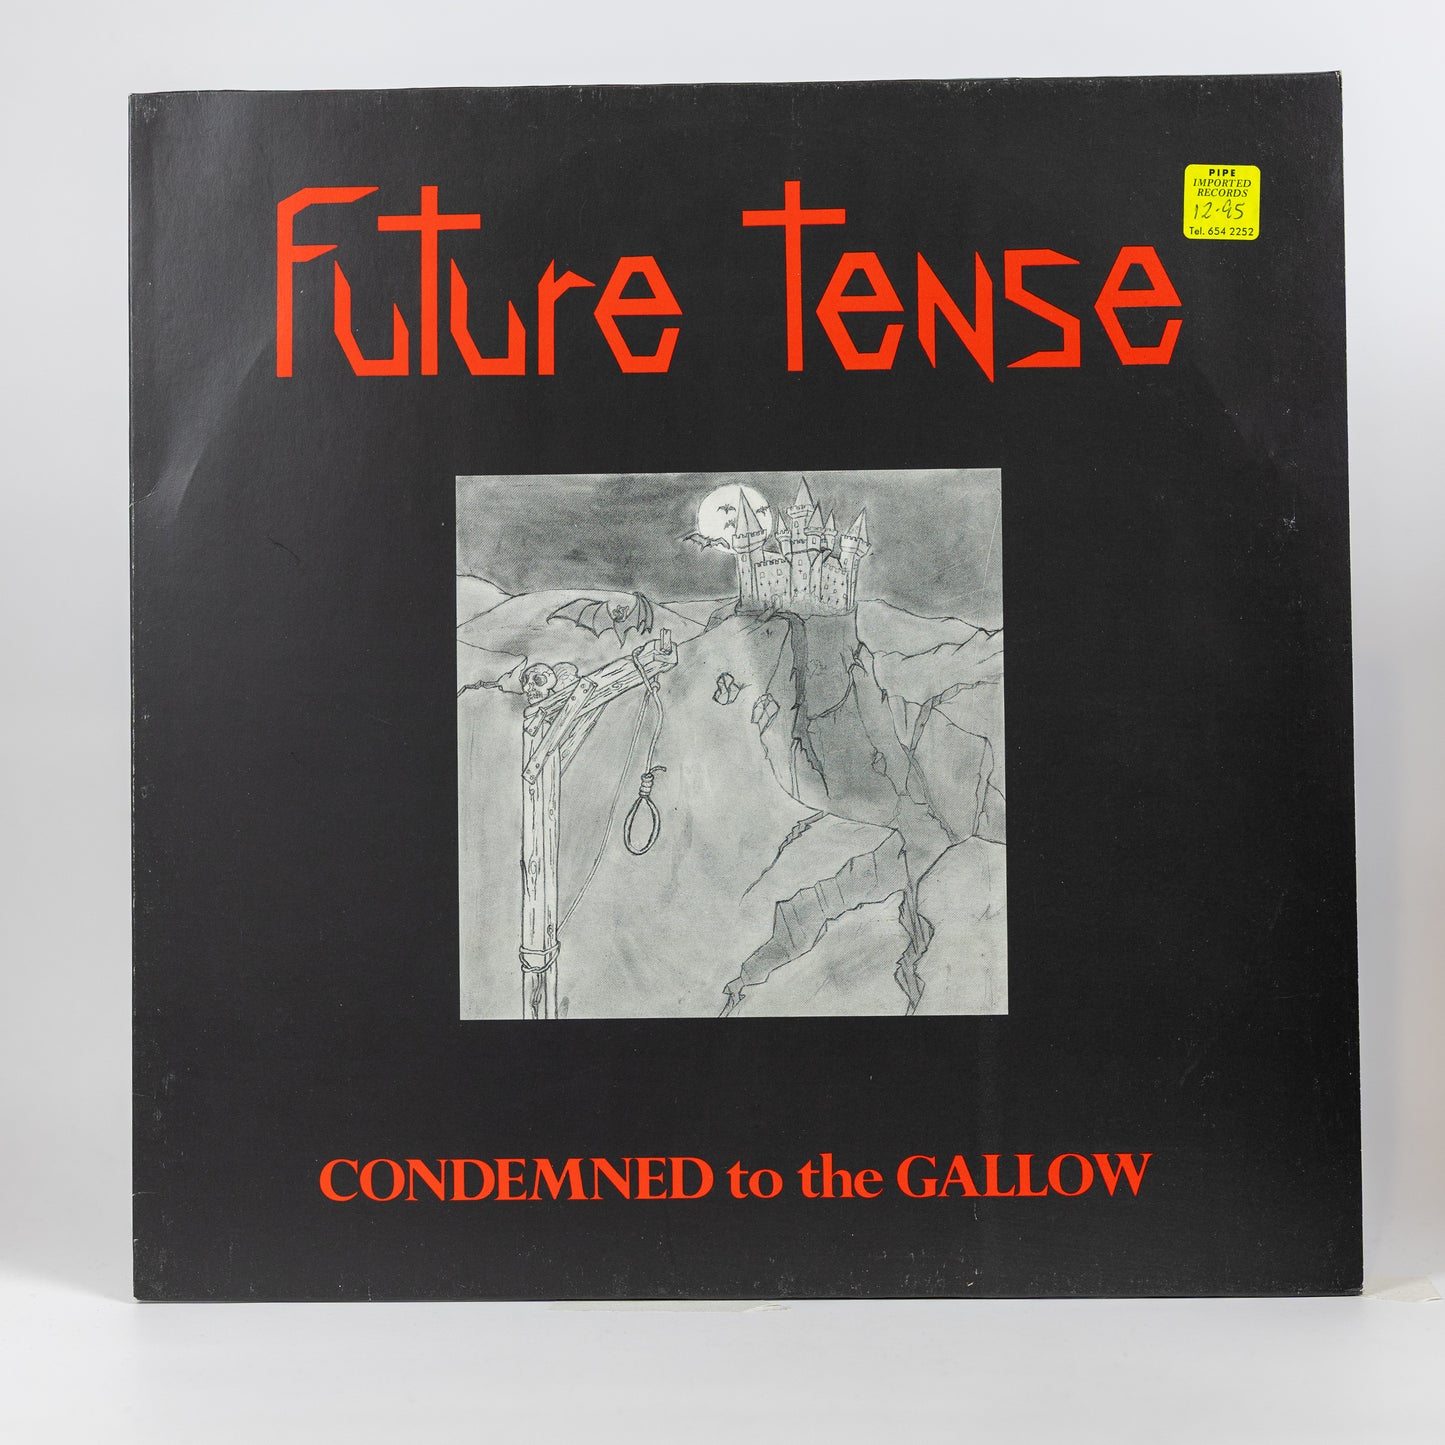 Future Tense
PIPE
IMPORTED
RECORDS
12.95
Tel. 654 2252
CONDEMNED to the GALLOW